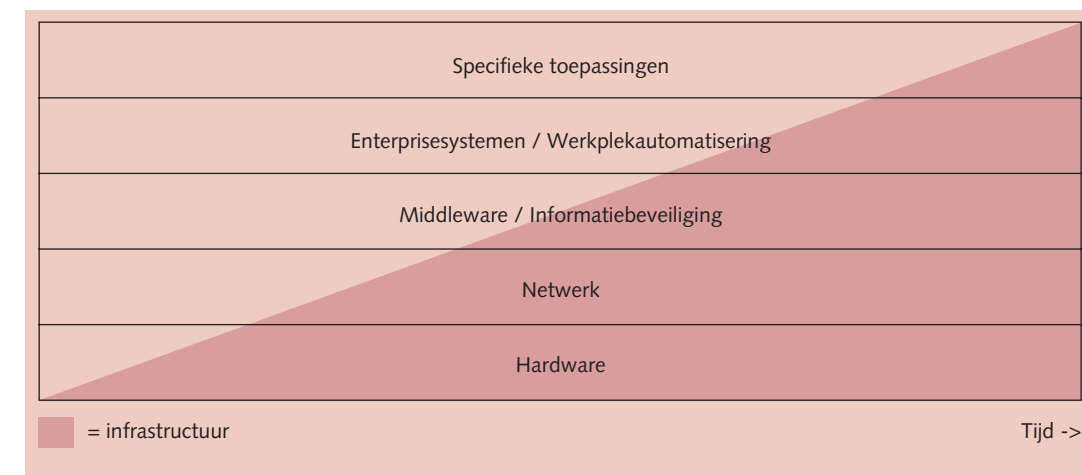 Specifieke toepassingen
Enterprisesystemen / Werkplekautomatisering
Middleware / Informatiebeveiliging
Netwerk
Hardware
= infrastructuur
Tijd ->